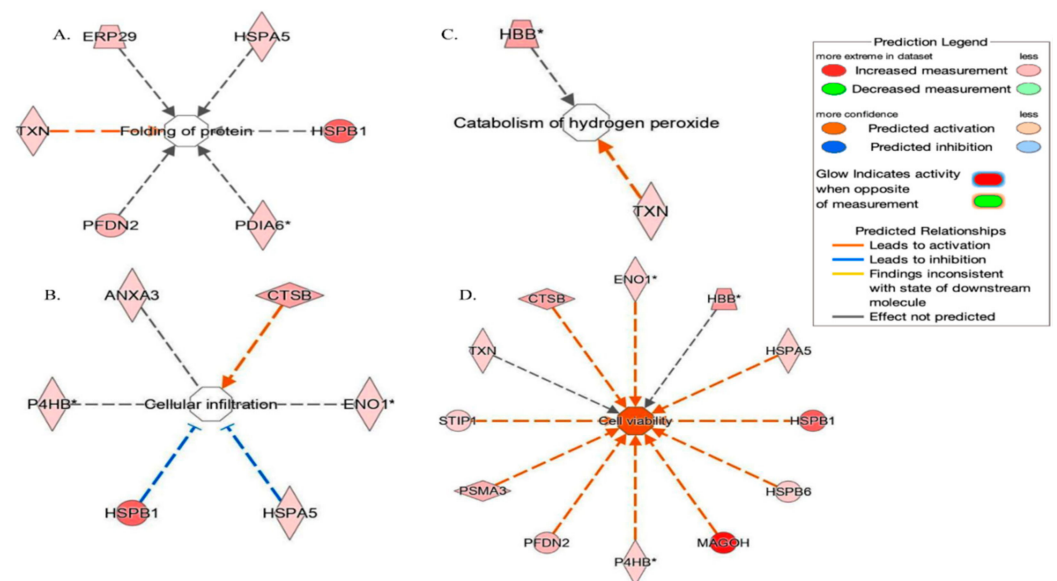 A.
ERP29
HSPA5
TXN
Folding of protein
HSPB1
PFDN2
PDIA6*
B.
ANXA3
CTSB
P4HB*
Cellular infiltration
ENO1*
HSPB1
HSPA5
C.
HBB*
Catabolism of hydrogen peroxide
TXN
D.
ENO1*
CTSB
HBB*
TXN
HSPA5
STIP1
Cell viability
HSPB1
PSMA3
HSPB6
PFDN2
MAGOH
P4HB*
Prediction Legend
more extreme in dataset
less
Increased measurement
Decreased measurement
more confidence
less
Predicted activation
Predicted inhibition
Glow Indicates activity
when opposite
of measurement
Predicted Relationships
Leads to activation
Leads to inhibition
Findings inconsistent
with state of downstream
molecule
Effect not predicted